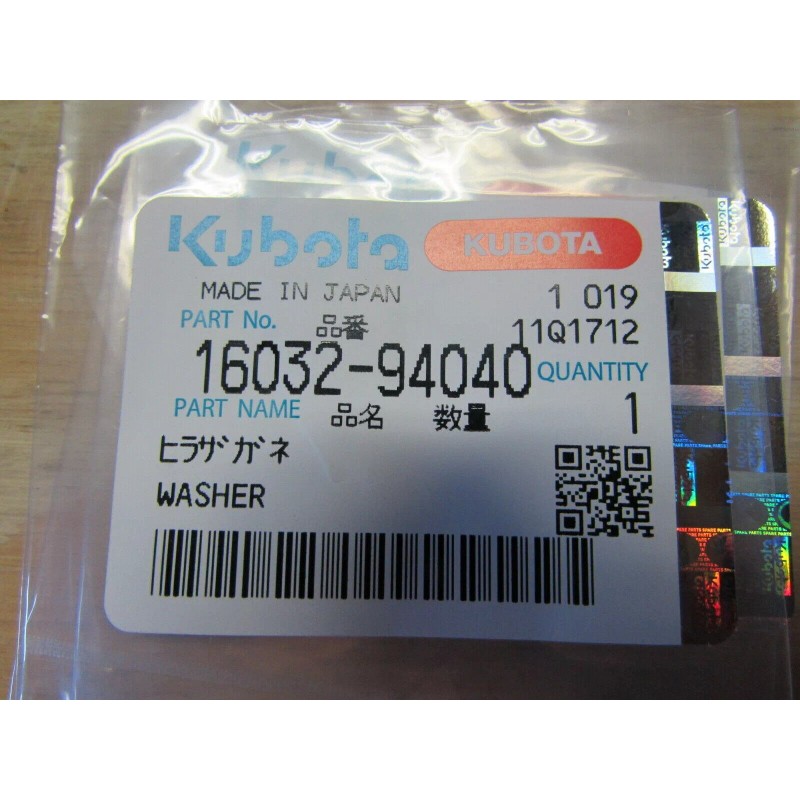 Kubota KUBOTA
MADE IN JAPAN 1 019
PART No. 品番 11Q1712
16032-94040 QUANTITY
PART NAME 品名 数量 1
ヒラザガネ
WASHER